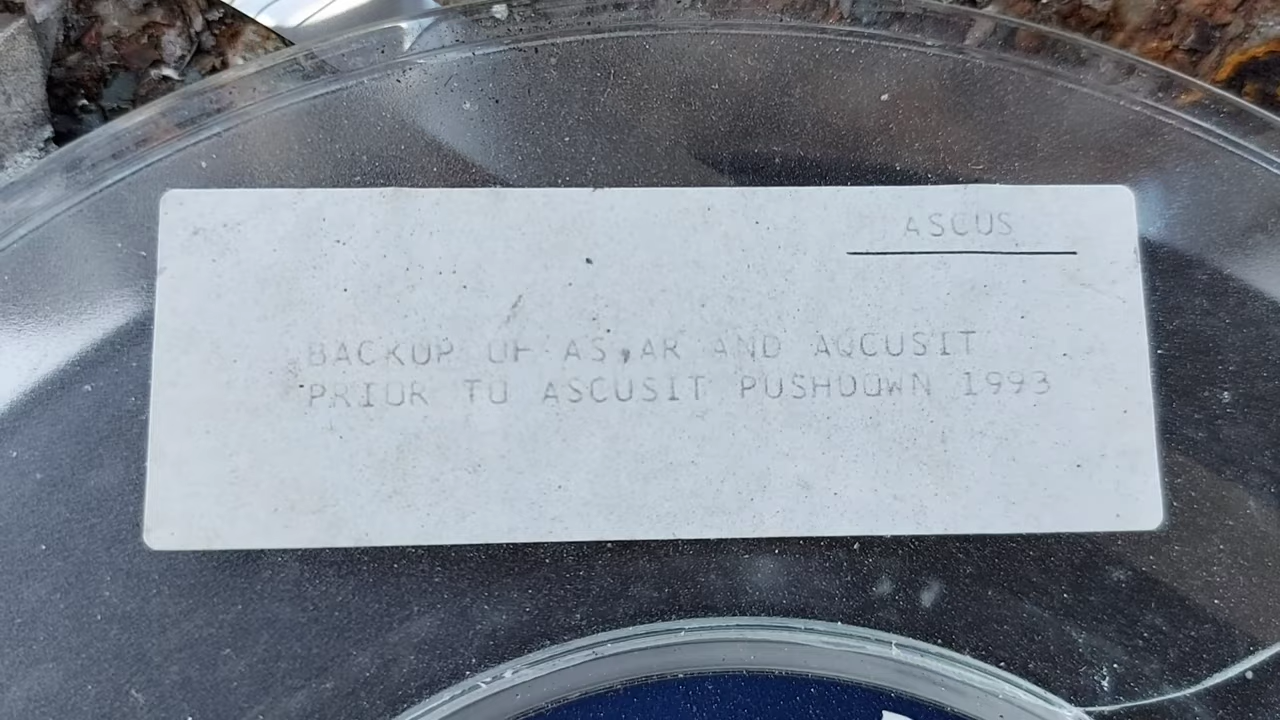 ASCUS
BACKUP OF AS,AR AND AQCUSIT
PRIOR TO ASCUSIT PUSHDOWN 1993